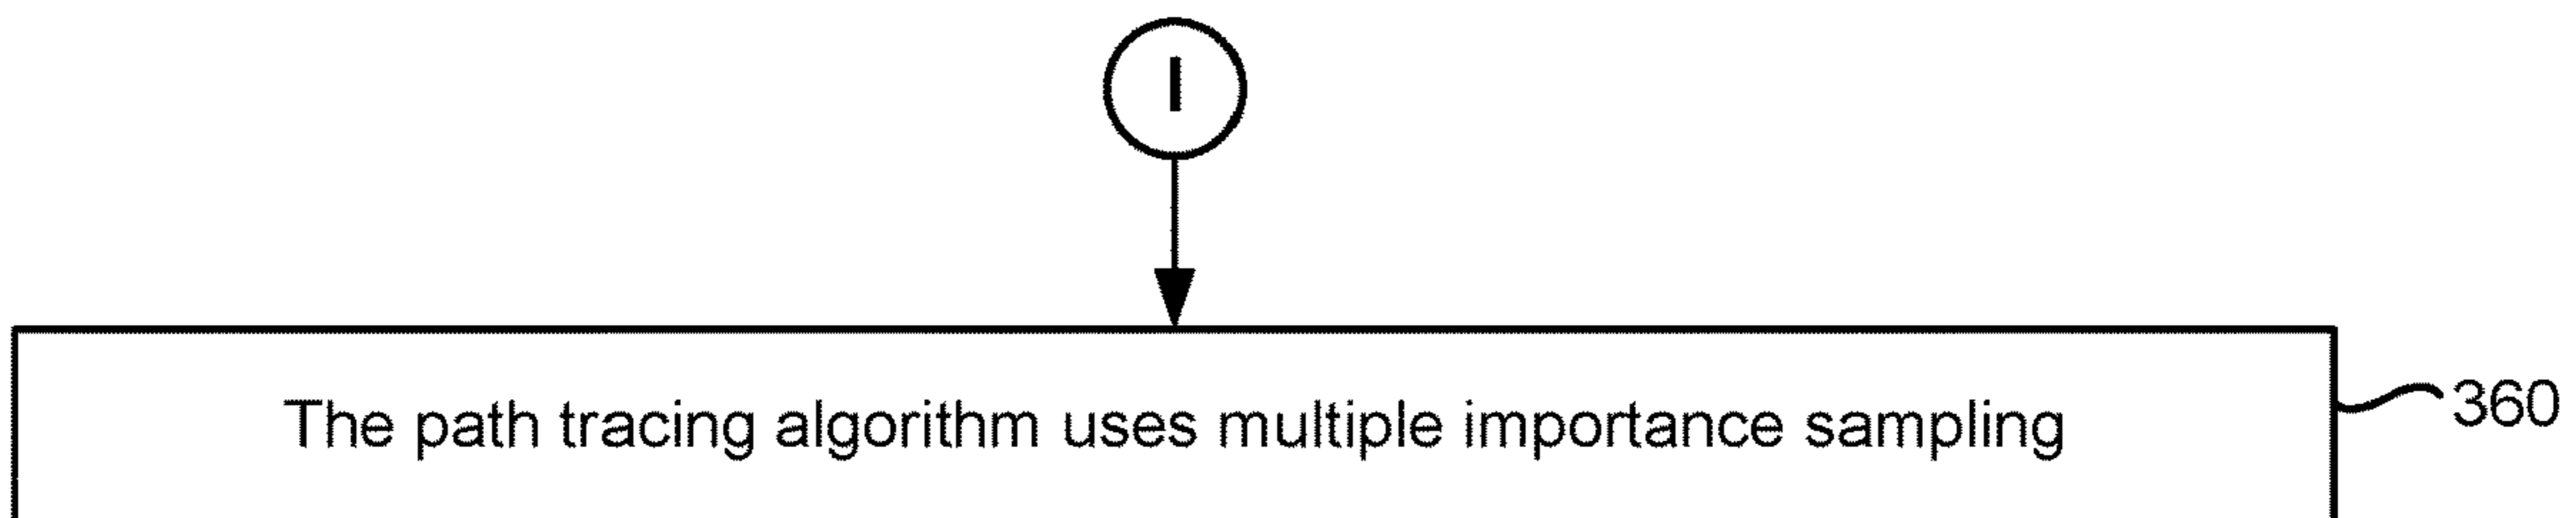 I
The path tracing algorithm uses multiple importance sampling
360